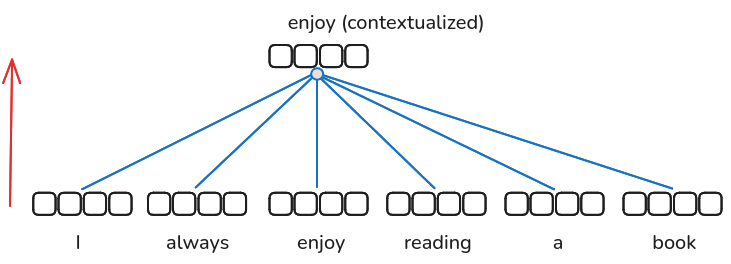 enjoy (contextualized)
I always enjoy reading a book